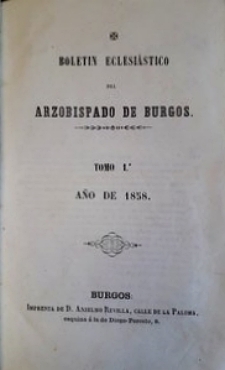 BOLETIN ECLESIÁSTICO
DEL
ARZOBISPADO DE BURGOS.
TOMO 1.º
AÑO DE 1858.
BURGOS:
IMPRENTA DE D. ANSELMO REVILLA, CALLE DE LA PALOMA,
esquina á la de Diego Porcelo, 8.